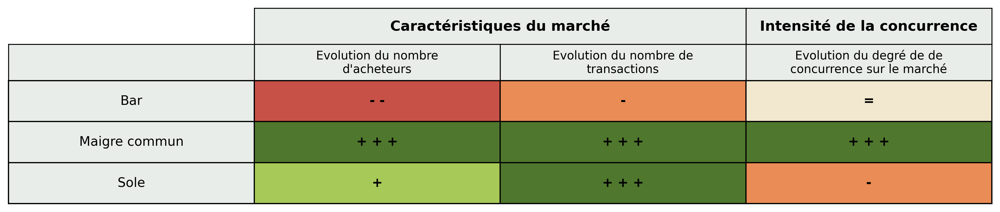 Caractéristiques du marché
Intensité de la concurrence
Evolution du nombre
d'acheteurs
Evolution du nombre de
transactions
Evolution du degré de de
concurrence sur le marché
Bar
- -
-
=
Maigre commun
+ + +
+ + +
+ + +
Sole
+
+ + +
-